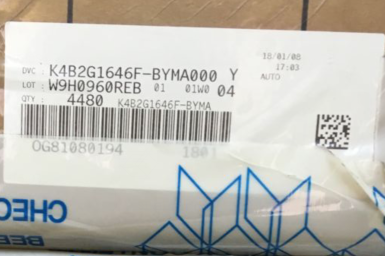 18/01/08
17:03
AUTO
DVC : K4B2G1646F-BYMA000 Y
LOT : W9H0960REB 01 01W0 04
QTY : 4480 K4B2G1646F-BYMA
OG81080194 1801
CHEC
BE